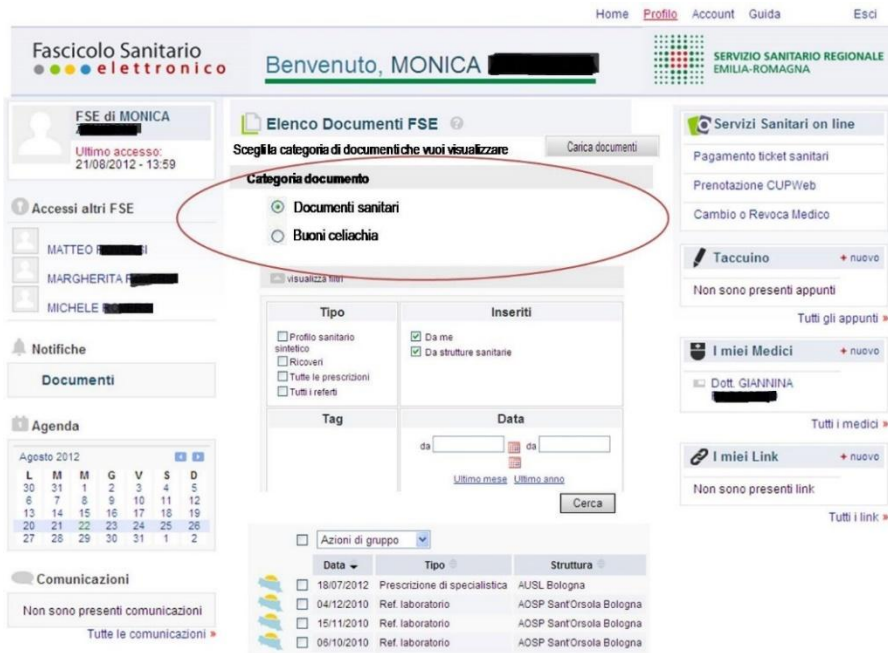 Home Profilo Account Guida Esci
Fascicolo Sanitario
elettronico
Benvenuto, MONICA
SERVIZIO SANITARIO REGIONALE
EMILIA-ROMAGNA
FSE di MONICA
Ultimo accesso:
21/08/2012 - 13:59
Accessi altri FSE
MATTEO
MARGHERITA
MICHELE
Notifiche
Documenti
Agenda
Agosto 2012
L M M G V S D
30 31 1 2 3 4 5
6 7 8 9 10 11 12
13 14 15 16 17 18 19
20 21 22 23 24 25 26
27 28 29 30 31 1 2
Comunicazioni
Non sono presenti comunicazioni
Tutte le comunicazioni »
Elenco Documenti FSE ?
Scegli la categoria di documenti che vuoi visualizzare
Carica documenti
Categoria documento
Documenti sanitari
Buoni celiachia
visualizza filtri
Tipo
Profilo sanitario
sintetico
Ricoveri
Tutte le prescrizioni
Tutti i referti
Inseriti
Da me
Da strutture sanitarie
Tag
Data
da da
Ultimo mese Ultimo anno
Cerca
Azioni di gruppo
Data Tipo Struttura
18/07/2012 Prescrizione di specialistica AUSL Bologna
04/12/2010 Ref. laboratorio AOSP Sant'Orsola Bologna
15/11/2010 Ref. laboratorio AOSP Sant'Orsola Bologna
06/10/2010 Ref. laboratorio AOSP Sant'Orsola Bologna
Servizi Sanitari on line
Pagamento ticket sanitari
Prenotazione CUPWeb
Cambio o Revoca Medico
Taccuino + nuovo
Non sono presenti appunti
Tutti gli appunti »
I miei Medici + nuovo
Dott. GIANNINA
Tutti i medici »
I miei Link + nuovo
Non sono presenti link
Tutti i link »